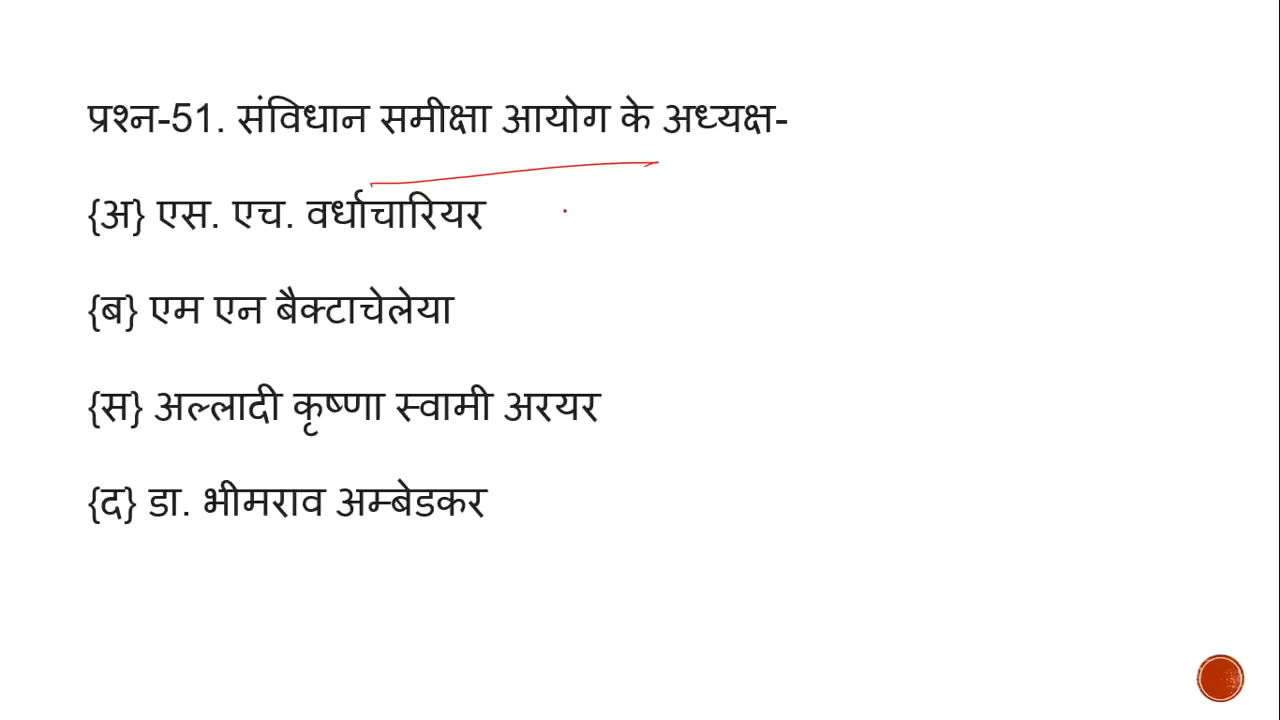 प्रश्न-51. संविधान समीक्षा आयोग के अध्यक्ष-
{अ} एस. एच. वर्धाचारियर
{ब} एम एन बैक्टाचेलेया
{स} अल्लादी कृष्णा स्वामी अरयर
{द} डा. भीमराव अम्बेडकर